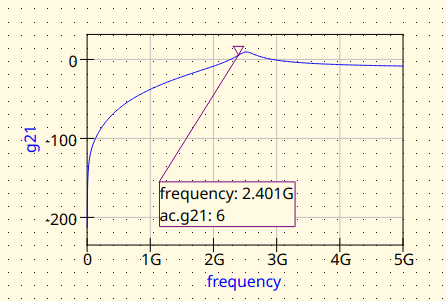 g21
0
-100
-200
frequency: 2.401G
ac.g21: 6
0 1G 2G 3G 4G 5G
frequency